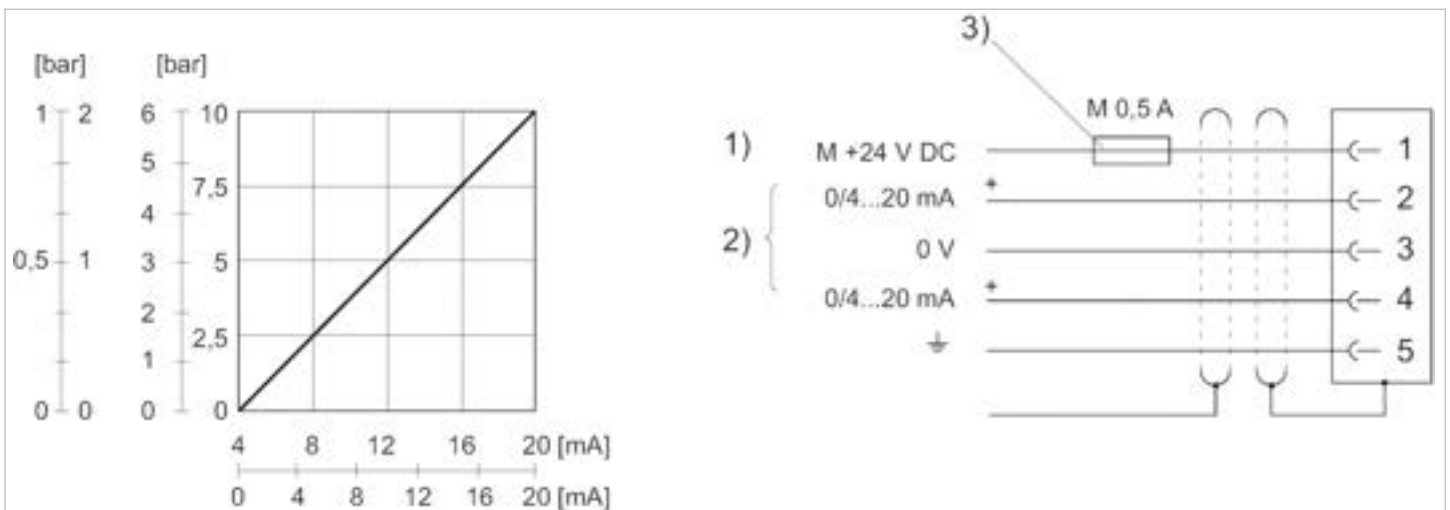 [bar] [bar]
1 2 6 10
5
7,5
4
0,5 1 3 5
2
2,5
1
0 0 0 0
4 8 12 16 20 [mA]
0 4 8 12 16 20 [mA]
3)
M 0,5 A
1) M +24 V DC 1
0/4...20 mA + 2
2) 0 V 3
0/4...20 mA + 4
5